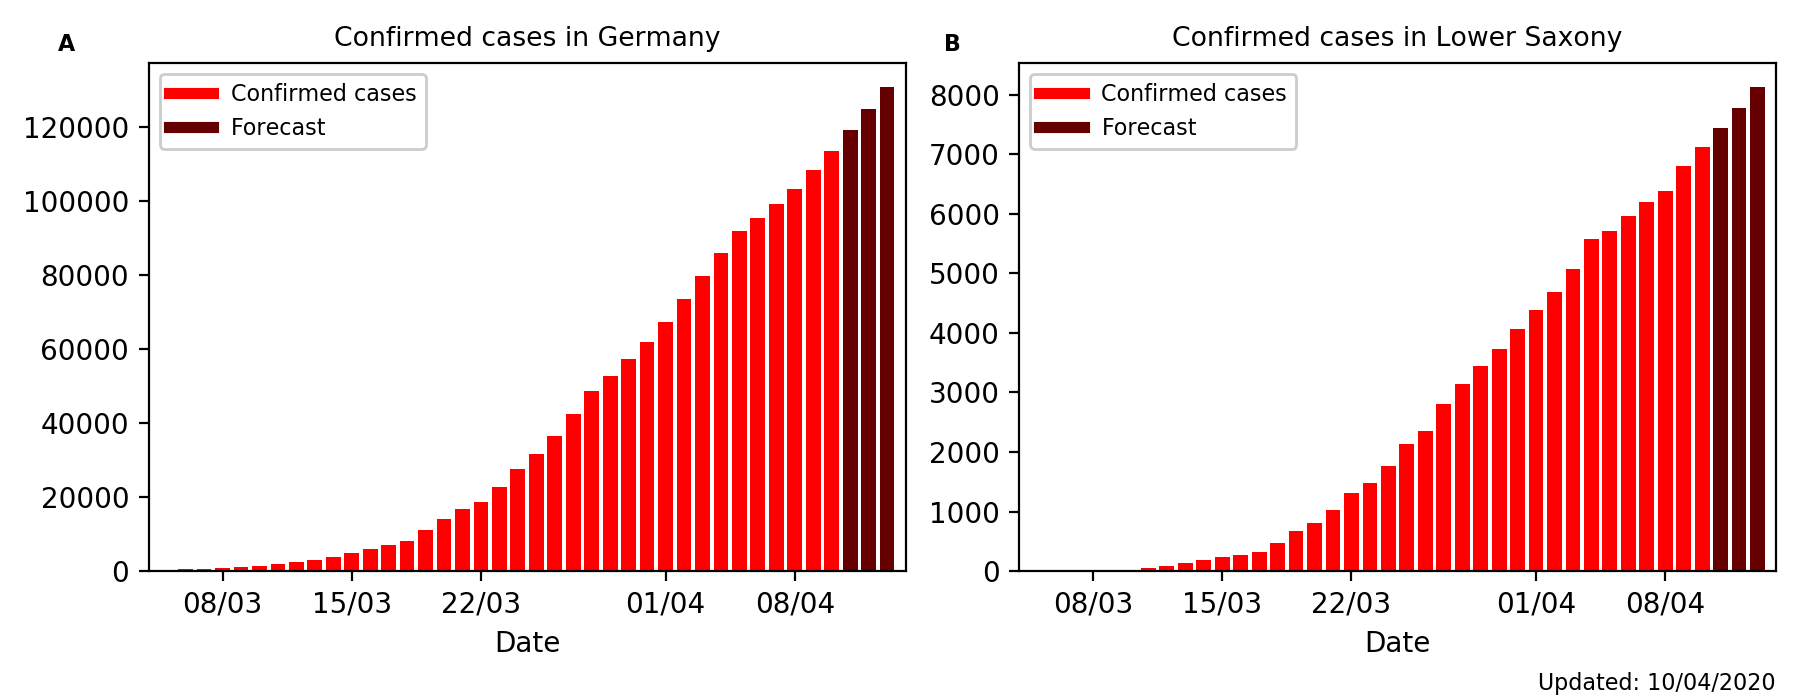 A
Confirmed cases in Germany
Confirmed cases
Forecast
120000
100000
80000
60000
40000
20000
0
08/03 15/03 22/03 01/04 08/04
Date
B
Confirmed cases in Lower Saxony
Confirmed cases
Forecast
8000
7000
6000
5000
4000
3000
2000
1000
0
08/03 15/03 22/03 01/04 08/04
Date
Updated: 10/04/2020